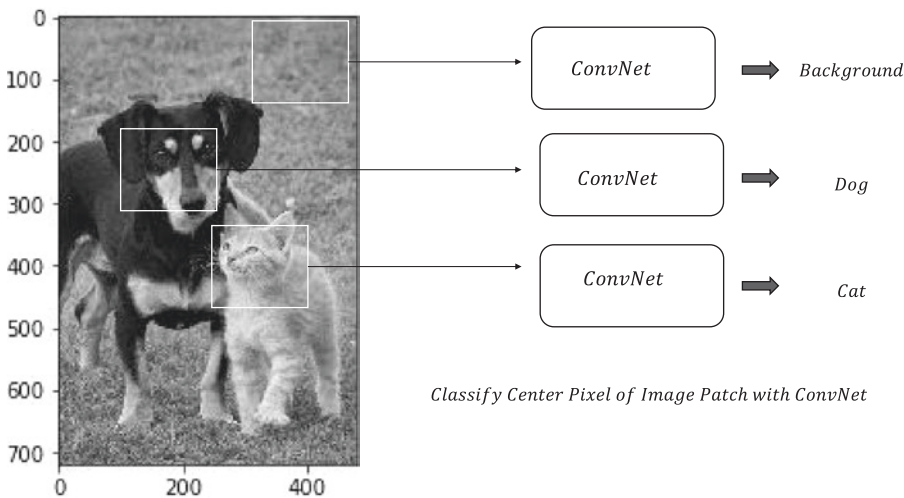 0
100
200
300
400
500
600
700
0 200 400
ConvNet
Background
ConvNet
Dog
ConvNet
Cat
Classify Center Pixel of Image Patch with ConvNet